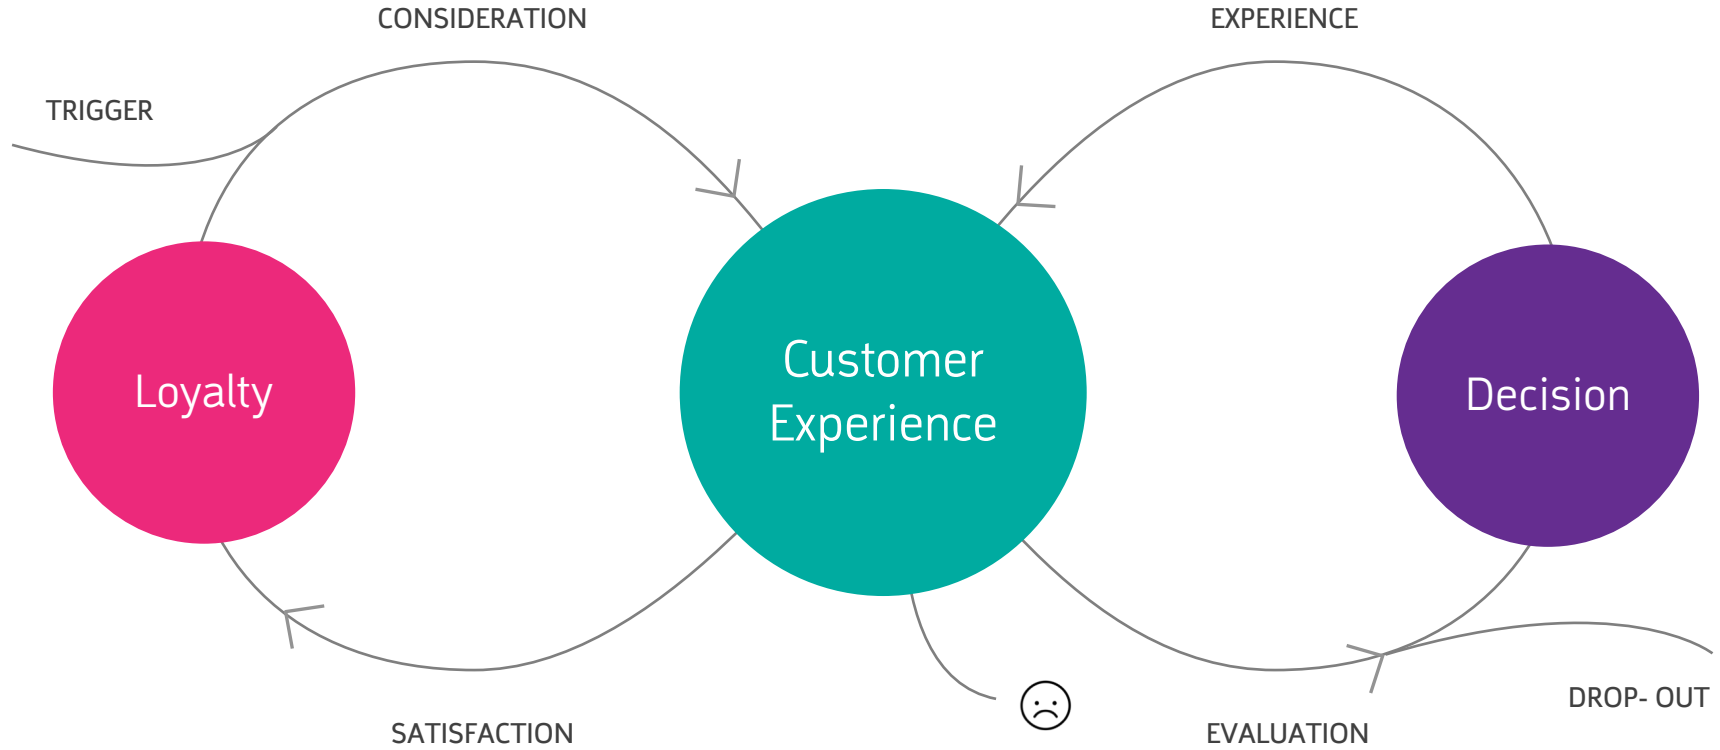 CONSIDERATION
EXPERIENCE
TRIGGER
Loyalty
Customer
Experience
Decision
DROP- OUT
SATISFACTION
EVALUATION